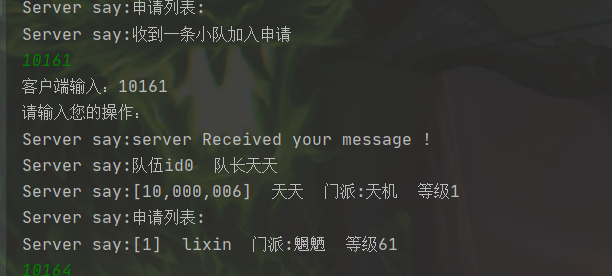 Server say:申请列表:
Server say:收到一条小队加入申请
10161
客户端输入：10161
请输入您的操作：
Server say:server Received your message !
Server say:队伍id0  队长天天
Server say:[10,000,006]  天天  门派:天机  等级1
Server say:申请列表:
Server say:[1]  lixin  门派:魍魉  等级61
10164